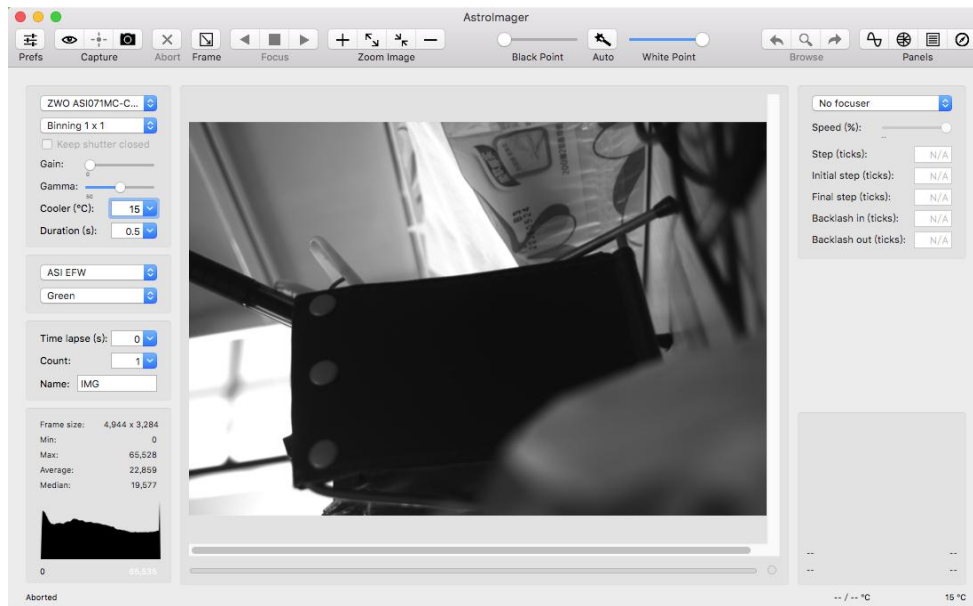 AstroImager
Prefs
Capture
Abort
Frame
Focus
Zoom Image
Black Point
Auto
White Point
Browse
Panels
ZWO ASI071MC-C...
Binning 1 x 1
Keep shutter closed
Gain:
0
Gamma:
50
Cooler (°C): 15
Duration (s): 0.5
ASI EFW
Green
Time lapse (s): 0
Count: 1
Name: IMG
Frame size: 4,944 x 3,284
Min: 0
Max: 65,528
Average: 22,859
Median: 19,577
0 65,535
Aborted
No focuser
Speed (%):
--
Step (ticks): N/A
Initial step (ticks): N/A
Final step (ticks): N/A
Backlash in (ticks): N/A
Backlash out (ticks): N/A
-- --
-- --
-- / -- °C 15 °C